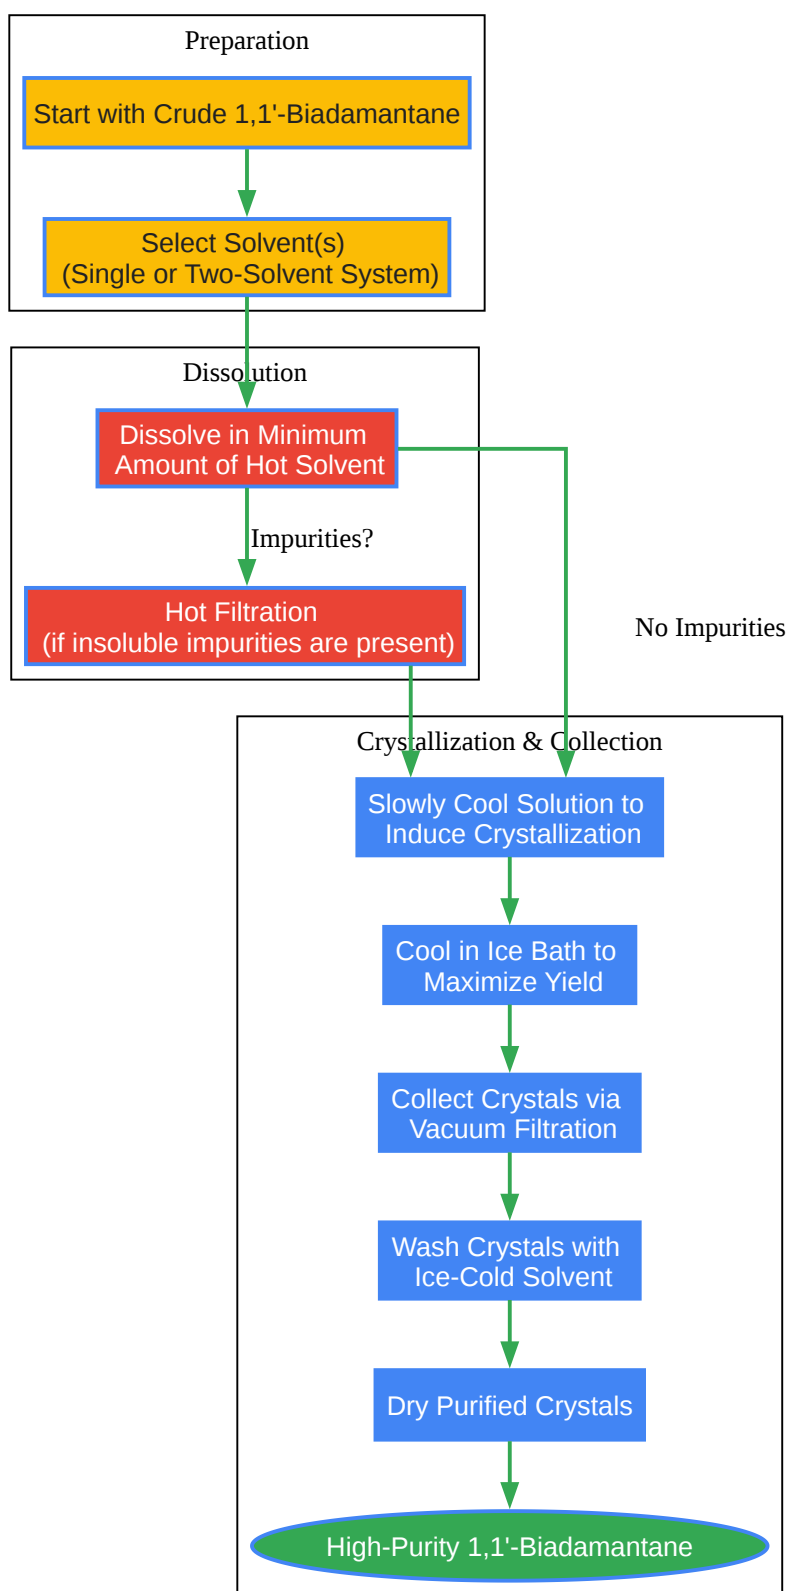 Preparation
Start with Crude 1,1'-Biadamantane
Select Solvent(s)
(Single or Two-Solvent System)
Dissolution
Dissolve in Minimum
Amount of Hot Solvent
Impurities?
Hot Filtration
(if insoluble impurities are present)
No Impurities
Crystallization & Collection
Slowly Cool Solution to
Induce Crystallization
Cool in Ice Bath to
Maximize Yield
Collect Crystals via
Vacuum Filtration
Wash Crystals with
Ice-Cold Solvent
Dry Purified Crystals
High-Purity 1,1'-Biadamantane